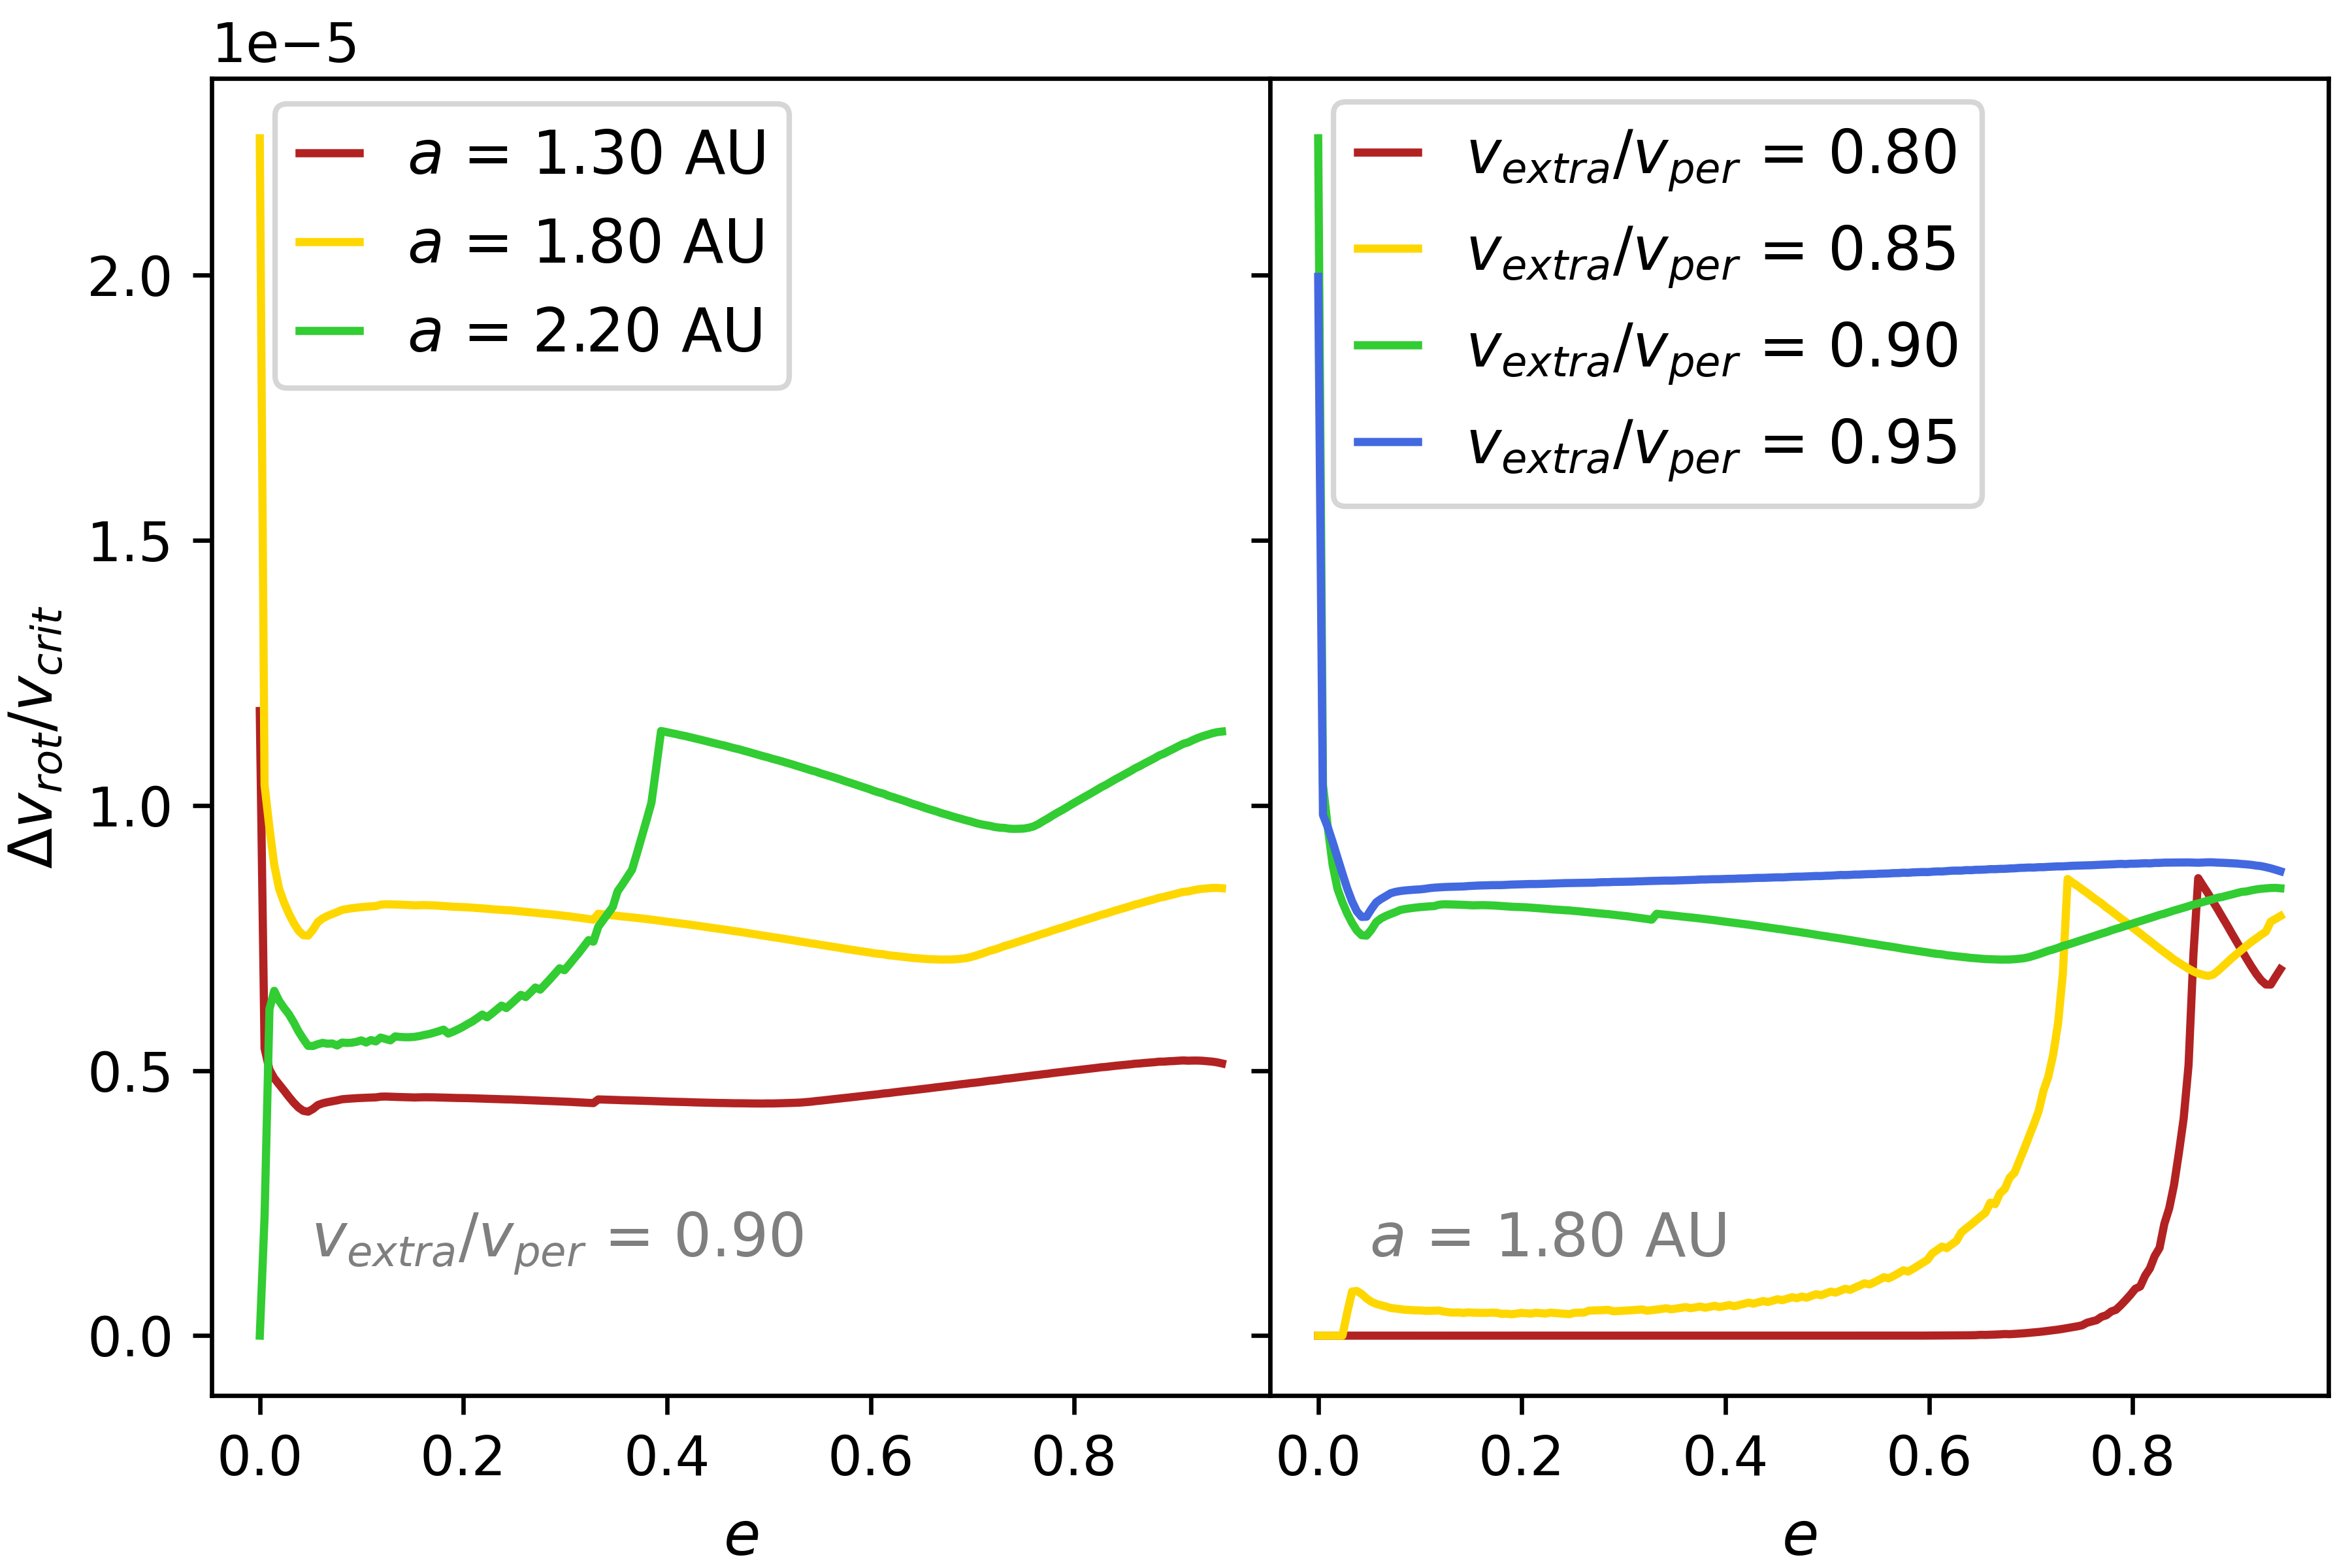 1e−5
Δv_rot/v_crit
2.0
1.5
1.0
0.5
0.0
a = 1.30 AU
a = 1.80 AU
a = 2.20 AU
v_extra/v_per = 0.90
0.0 0.2 0.4 0.6 0.8
e
v_extra/v_per = 0.80
v_extra/v_per = 0.85
v_extra/v_per = 0.90
v_extra/v_per = 0.95
a = 1.80 AU
0.0 0.2 0.4 0.6 0.8
e